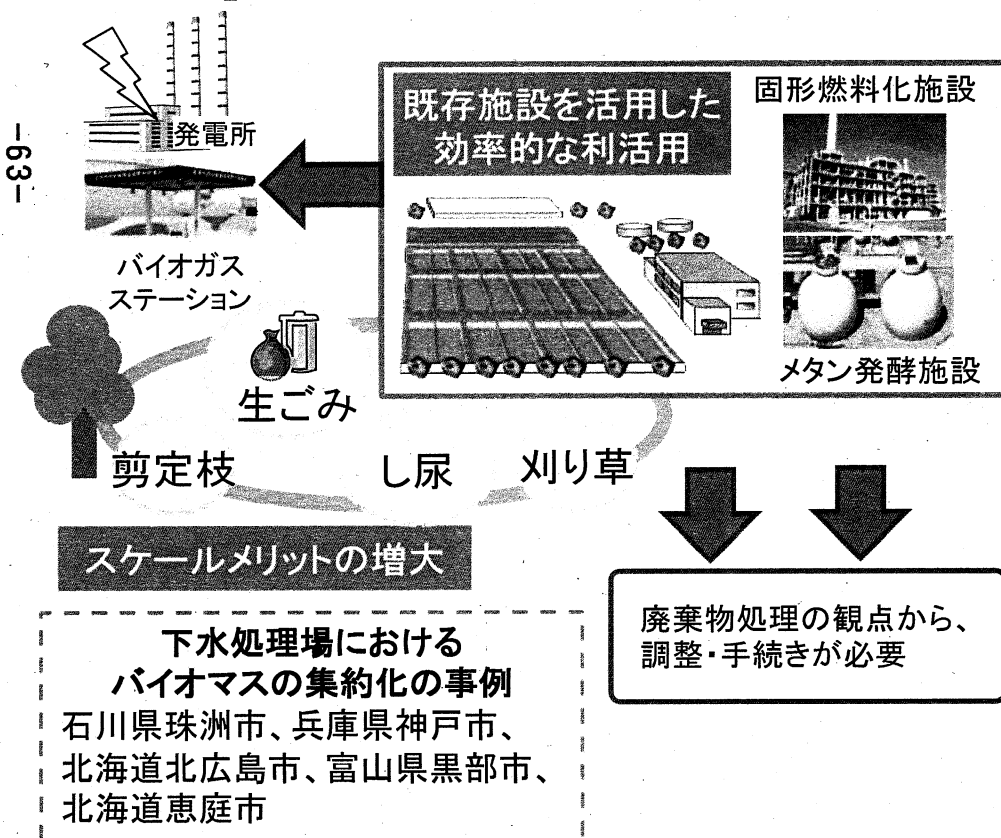 発電所
バイオガス
ステーション
既存施設を活用した
効率的な利活用
固形燃料化施設
メタン発酵施設
-63-
生ごみ
剪定枝
し尿
刈り草
スケールメリットの増大
下水処理場における
バイオマスの集約化の事例
石川県珠洲市、兵庫県神戸市、
北海道北広島市、富山県黒部市、
北海道恵庭市
廃棄物処理の観点から、
調整・手続きが必要